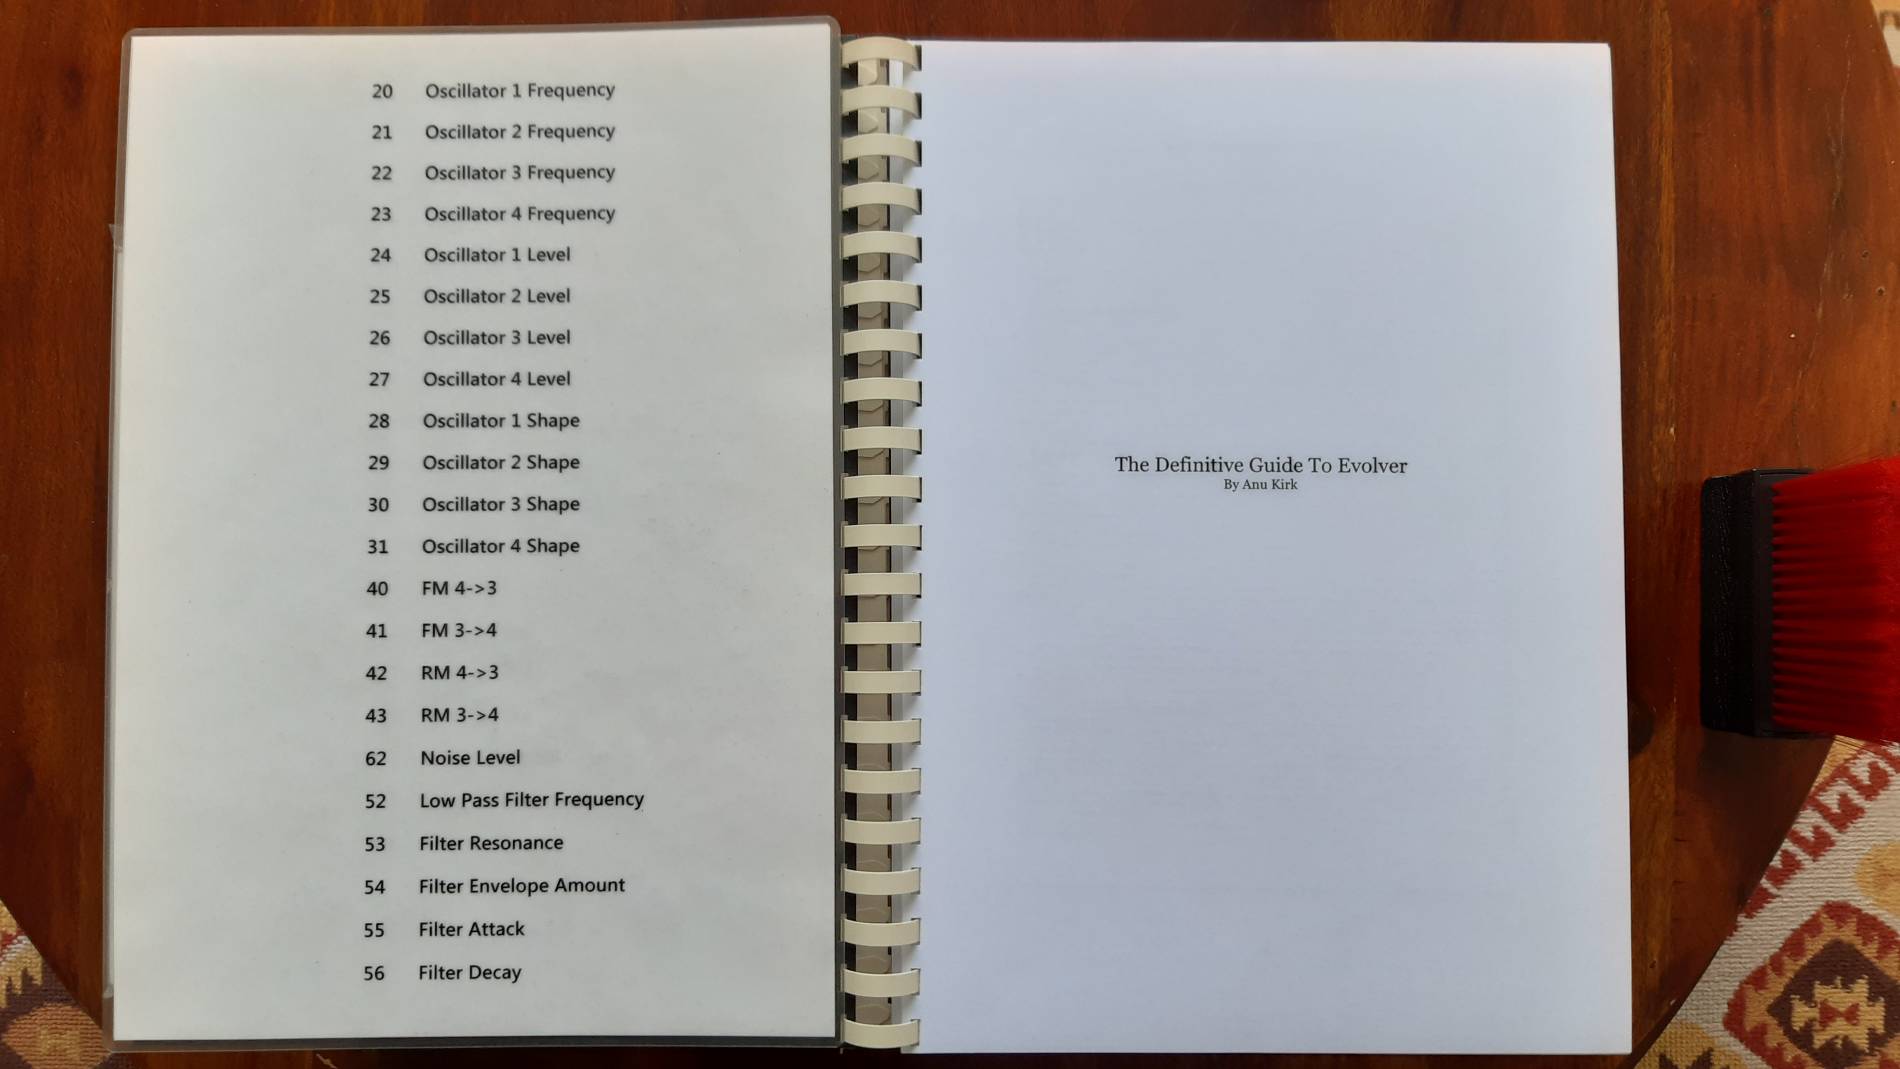 20 Oscillator 1 Frequency
21 Oscillator 2 Frequency
22 Oscillator 3 Frequency
23 Oscillator 4 Frequency
24 Oscillator 1 Level
25 Oscillator 2 Level
26 Oscillator 3 Level
27 Oscillator 4 Level
28 Oscillator 1 Shape
29 Oscillator 2 Shape
30 Oscillator 3 Shape
31 Oscillator 4 Shape
40 FM 4->3
41 FM 3->4
42 RM 4->3
43 RM 3->4
62 Noise Level
52 Low Pass Filter Frequency
53 Filter Resonance
54 Filter Envelope Amount
55 Filter Attack
56 Filter Decay
The Definitive Guide To Evolver
By Anu Kirk